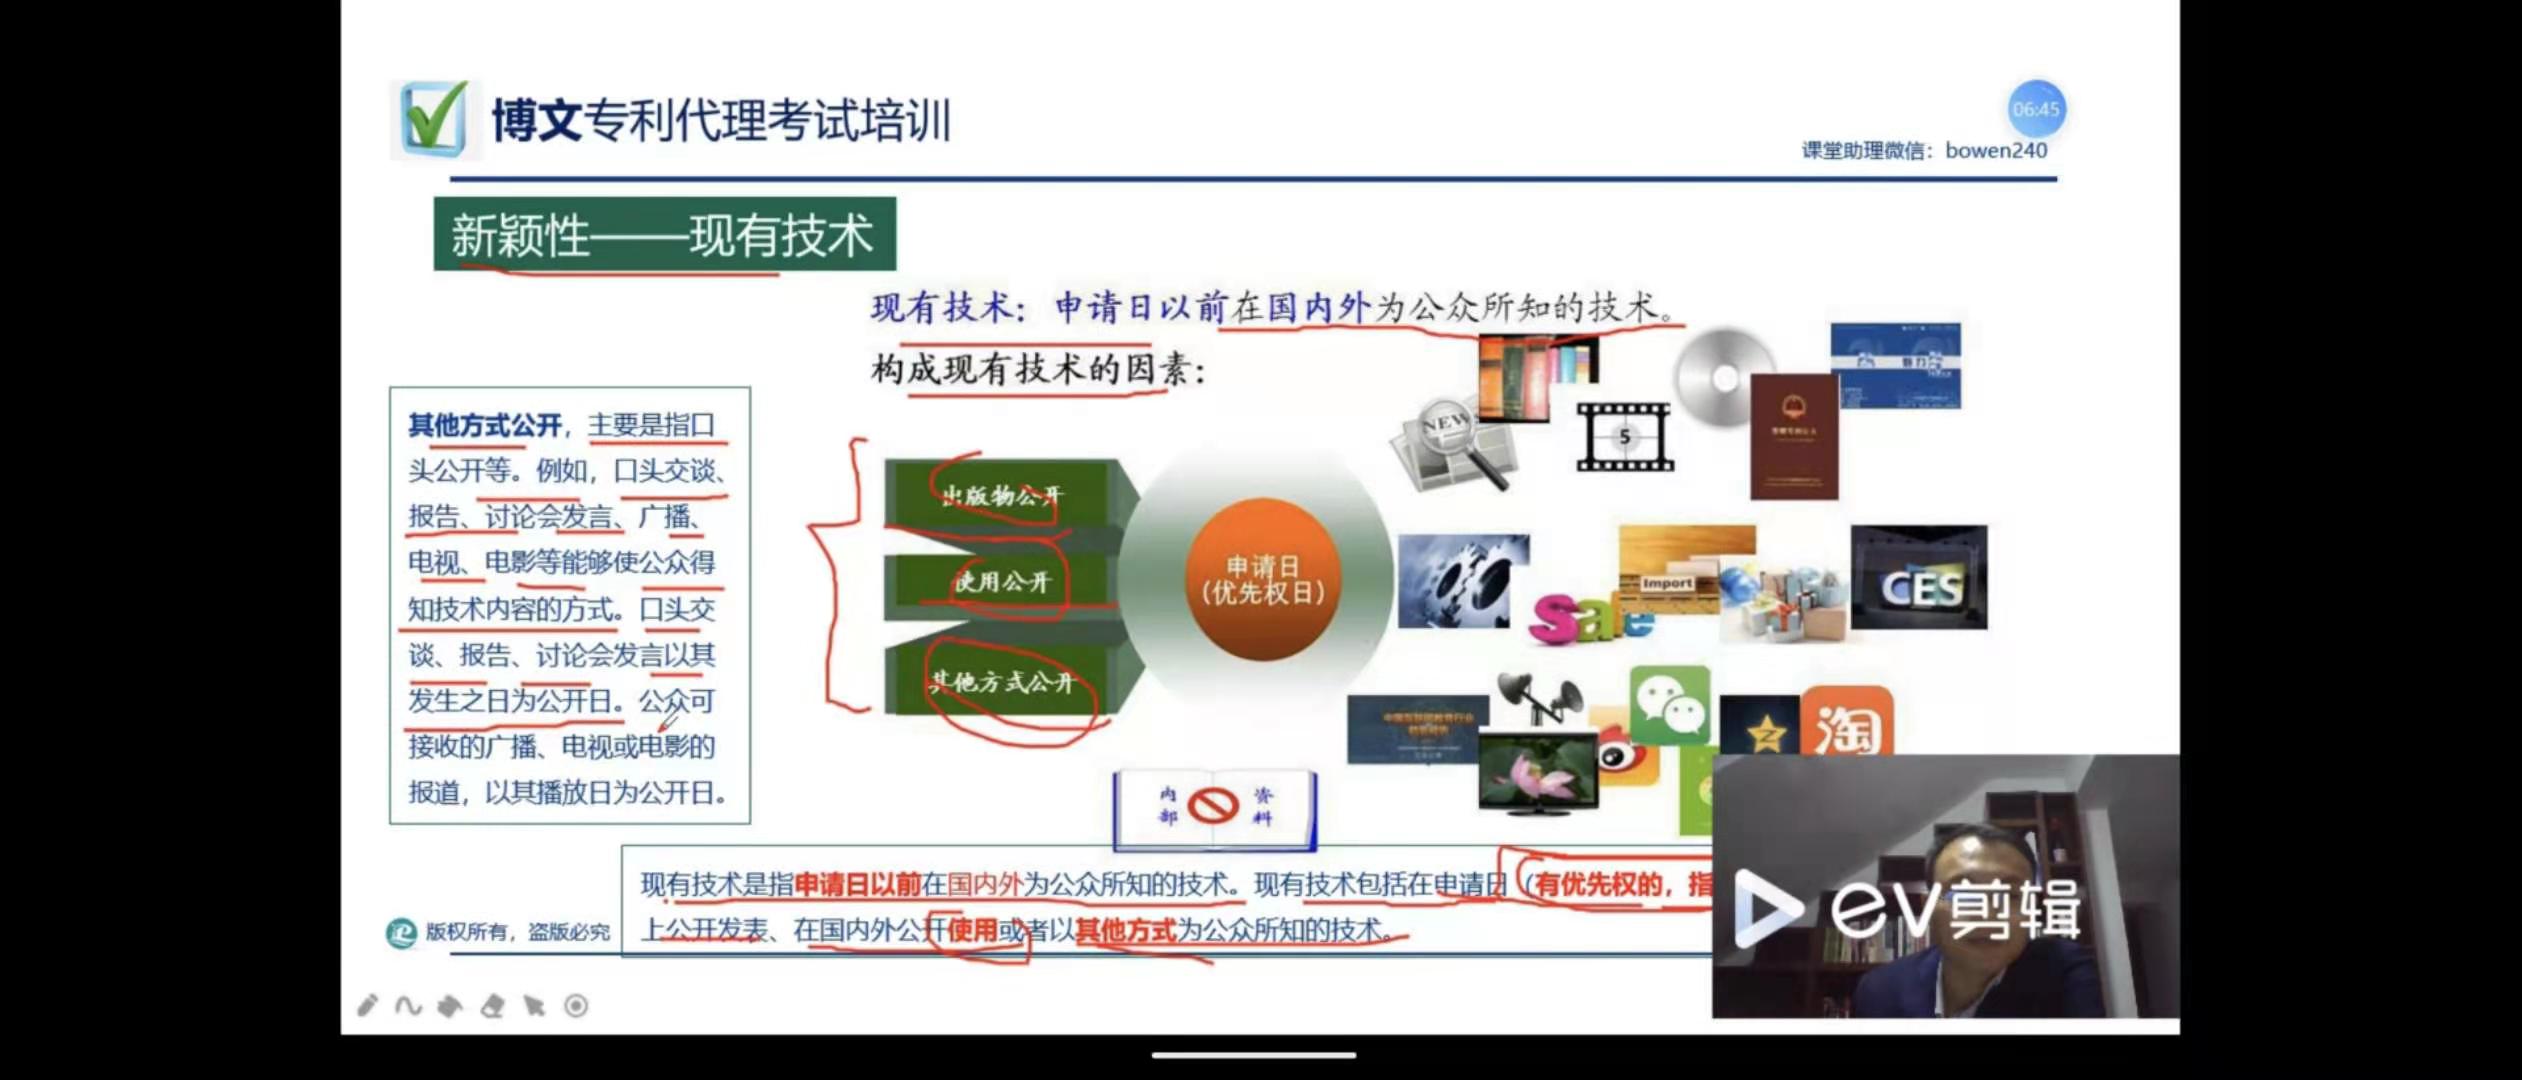 博文专利代理考试培训
06:45
课堂助理微信：bowen240
新颖性——现有技术
现有技术：申请日以前在国内外为公众所知的技术。
构成现有技术的因素：
其他方式公开，主要是指口
头公开等。例如，口头交谈、
报告、讨论会发言、广播、
电视、电影等能够使公众得
知技术内容的方式。口头交
谈、报告、讨论会发言以其
发生之日为公开日。公众可
接收的广播、电视或电影的
报道，以其播放日为公开日。
出版物公开
使用公开
其他方式公开
申请日
（优先权日）
NEW
5
Import
Sale
CES
淘
内部
资料
现有技术是指申请日以前在国内外为公众所知的技术。现有技术包括在申请日（有优先权的，指
上公开发表、在国内外公开使用或者以其他方式为公众所知的技术。
版权所有，盗版必究
eV剪辑